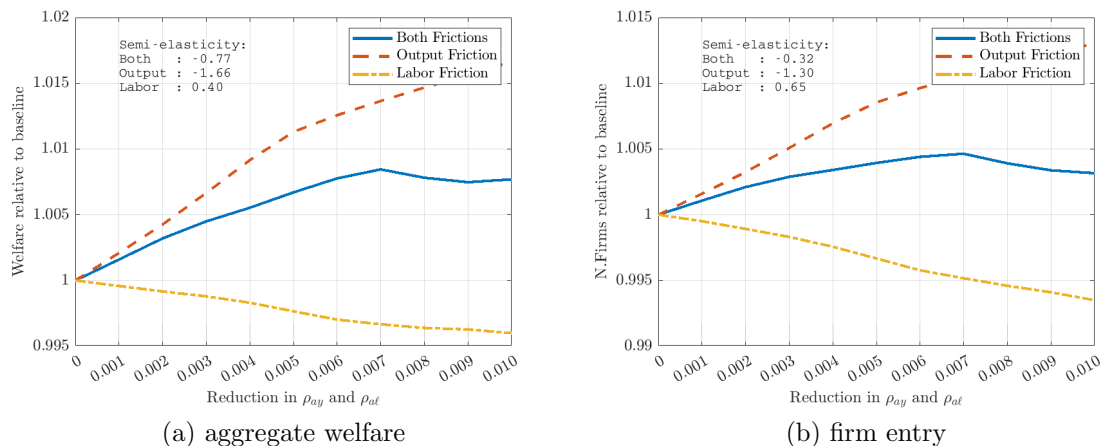 1.02
1.015
1.01
1.005
1
0.995
Welfare relative to baseline
Semi-elasticity:
Both : -0.77
Output : -1.66
Labor : 0.40
Both Frictions
Output Friction
Labor Friction
0 0.001 0.002 0.003 0.004 0.005 0.006 0.007 0.008 0.009 0.010
Reduction in ρ_ay and ρ_aℓ
(a) aggregate welfare
1.015
1.01
1.005
1
0.995
0.99
N.Firms relative to baseline
Semi-elasticity:
Both : -0.32
Output : -1.30
Labor : 0.65
Both Frictions
Output Friction
Labor Friction
0 0.001 0.002 0.003 0.004 0.005 0.006 0.007 0.008 0.009 0.010
Reduction in ρ_ay and ρ_aℓ
(b) firm entry